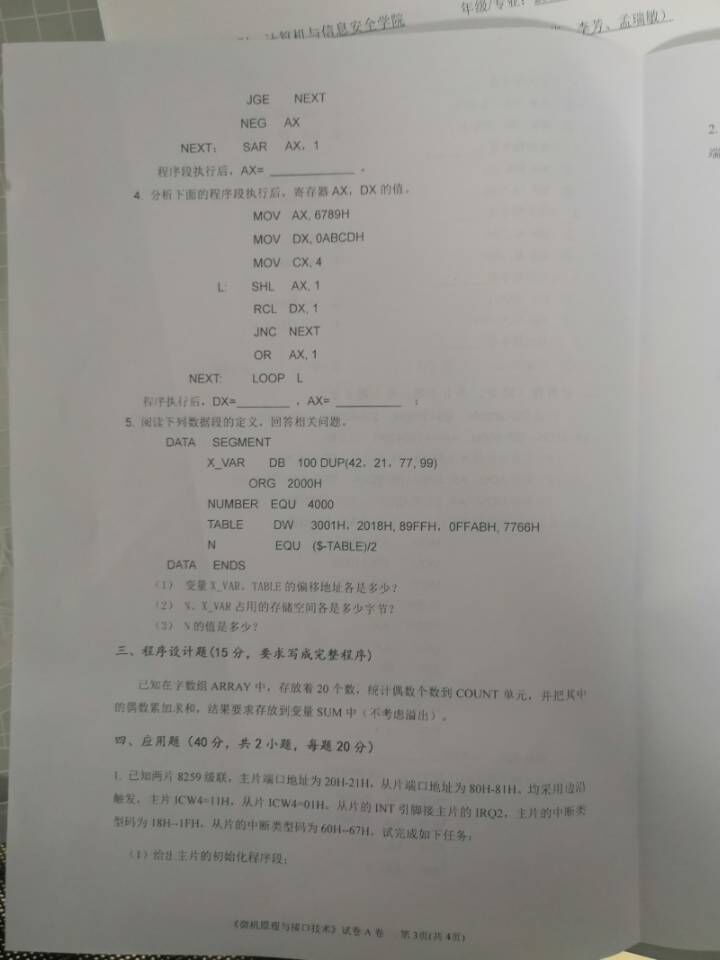 计算机与信息安全学院
年级/专业：
李芳、孟瑞敏）
JGE NEXT
NEG AX
NEXT： SAR AX，1
程序段执行后，AX= ____________ 。
4. 分析下面的程序段执行后，寄存器 AX，DX 的值。
MOV AX, 6789H
MOV DX, 0ABCDH
MOV CX, 4
L: SHL AX, 1
RCL DX, 1
JNC NEXT
OR AX, 1
NEXT: LOOP L
程序执行后，DX=________ ，AX= __________ ；
5. 阅读下列数据段的定义，回答相关问题。
DATA SEGMENT
X_VAR DB 100 DUP(42，21，77, 99)
ORG 2000H
NUMBER EQU 4000
TABLE DW 3001H，2018H, 89FFH，0FFABH, 7766H
N EQU ($-TABLE)/2
DATA ENDS
（1） 变量 X_VAR、TABLE 的偏移地址各是多少？
（2） N、X_VAR 占用的存储空间各是多少字节？
（3） N 的值是多少？
三、程序设计题(15 分，要求写成完整程序)
已知在字数组 ARRAY 中，存放着 20 个数，统计偶数个数到 COUNT 单元，并把其中
的偶数累加求和，结果要求存放到变量 SUM 中（不考虑溢出）。
四、应用题（40 分，共 2 小题，每题 20 分）
1. 已知两片 8259 级联，主片端口地址为 20H-21H，从片端口地址为 80H-81H，均采用边沿
触发，主片 ICW4=11H，从片 ICW4=01H，从片的 INT 引脚接主片的 IRQ2，主片的中断类
型码为 18H--1FH，从片的中断类型码为 60H--67H。试完成如下任务：
（1）给出主片的初始化程序段；
《微机原理与接口技术》试卷 A 卷 第 3页(共 4页)
2.
端